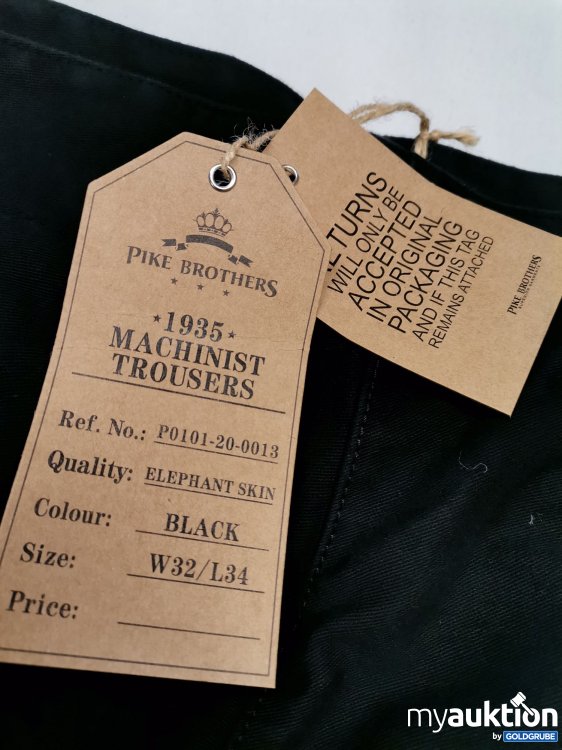 PIKE BROTHERS
1935
MACHINIST
TROUSERS
Ref. No.: P0101-20-0013
Quality: ELEPHANT SKIN
Colour: BLACK
Size: W32/L34
Price:
TURNS
WILL ONLY BE
ACCEPTED
IN ORIGINAL
PACKAGING
AND IF THIS TAG
REMAINS ATTACHED
PIKE BROTHERS
myauktion
by GOLDGRUBE